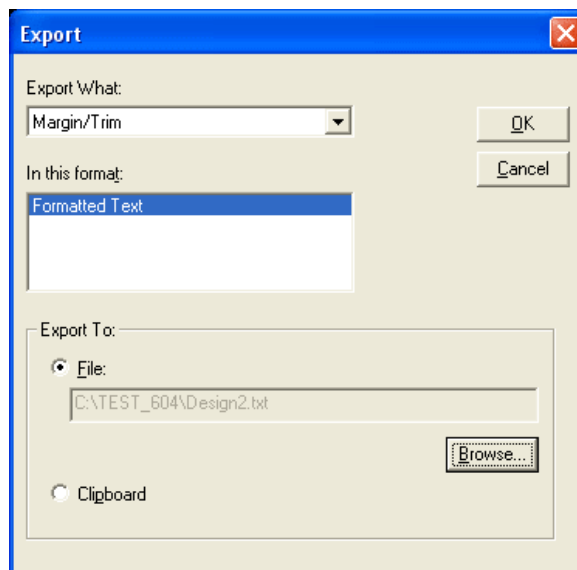 Export
Export What:
Margin/Trim
OK
In this format:
Cancel
Formatted Text
Export To:
File:
C:\TEST_604\Design2.txt
Browse...
Clipboard